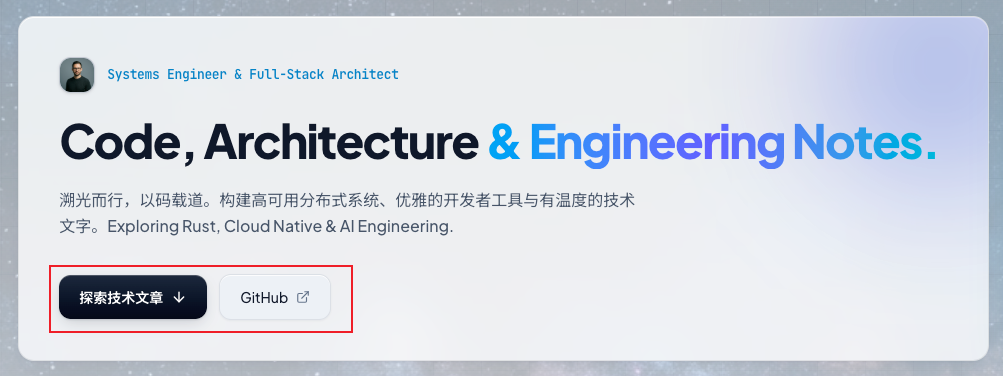 Systems Engineer & Full-Stack Architect
Code, Architecture & Engineering Notes.
溯光而行，以码载道。构建高可用分布式系统、优雅的开发者工具与有温度的技术
文字。Exploring Rust, Cloud Native & AI Engineering.
探索技术文章
GitHub